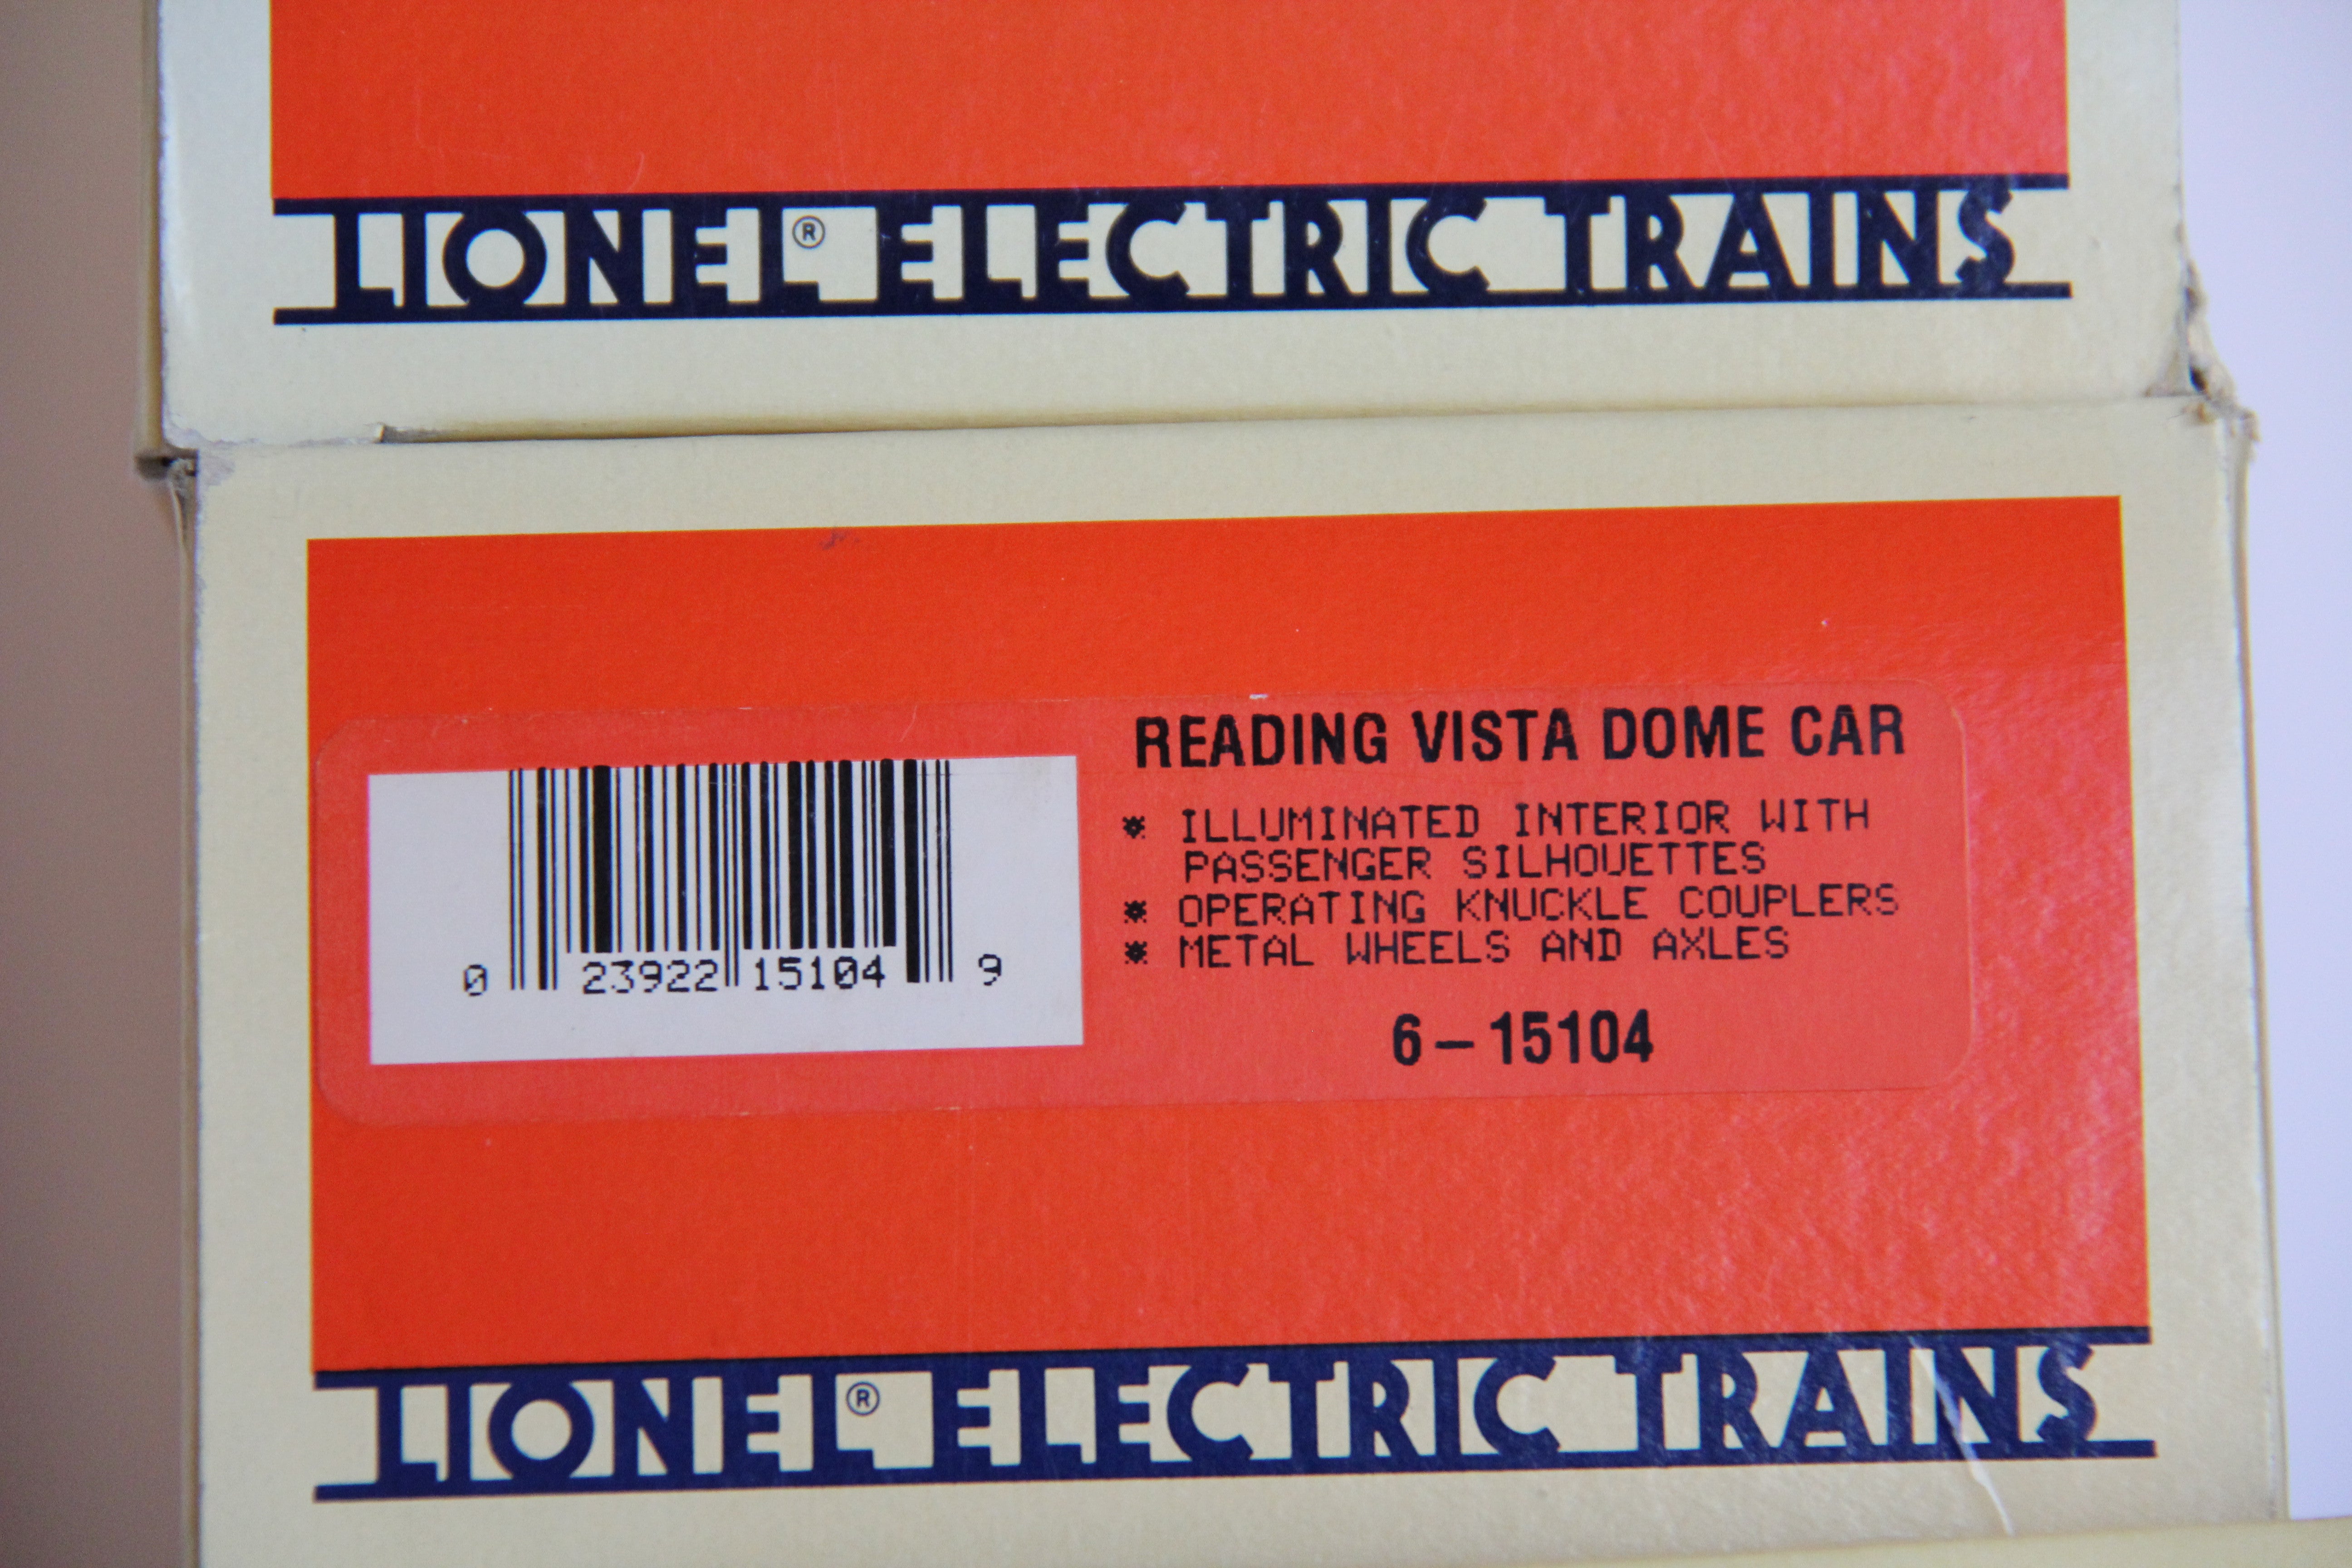 LIONEL® ELECTRIC TRAINS
READING VISTA DOME CAR
* ILLUMINATED INTERIOR WITH
PASSENGER SILHOUETTES
* OPERATING KNUCKLE COUPLERS
* METAL WHEELS AND AXLES
6-15104
0 23922 15104 9
LIONEL® ELECTRIC TRAINS